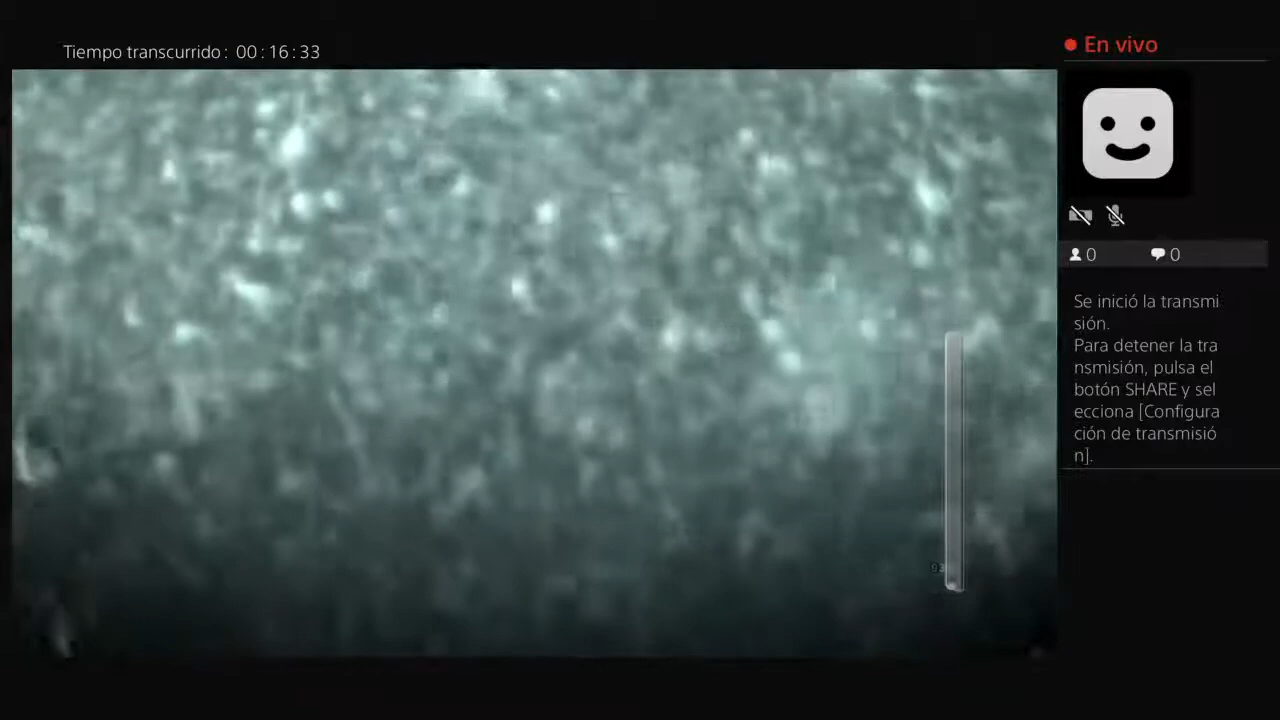 Tiempo transcurrido: 00:16:33
En vivo
0 0
Se inició la transmi
sión.
Para detener la tra
nsmisión, pulsa el
botón SHARE y sel
ecciona [Configura
ción de transmisió
n].
93